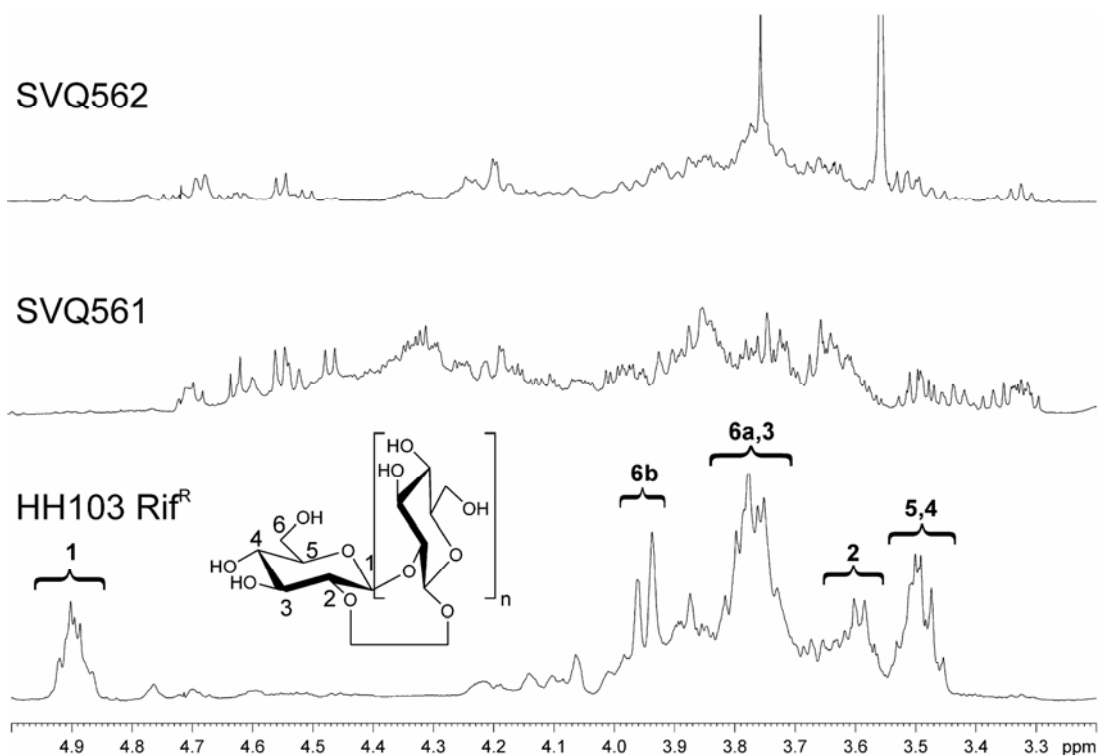 SVQ562
SVQ561
HH103 Rif^R
1
6b
6a,3
2
5,4
HO
HO
OH
n
OH
6
4
5
O
1
O
O
HO
HO
3
2
O
O
4.9 4.8 4.7 4.6 4.5 4.4 4.3 4.2 4.1 4.0 3.9 3.8 3.7 3.6 3.5 3.4 3.3 ppm